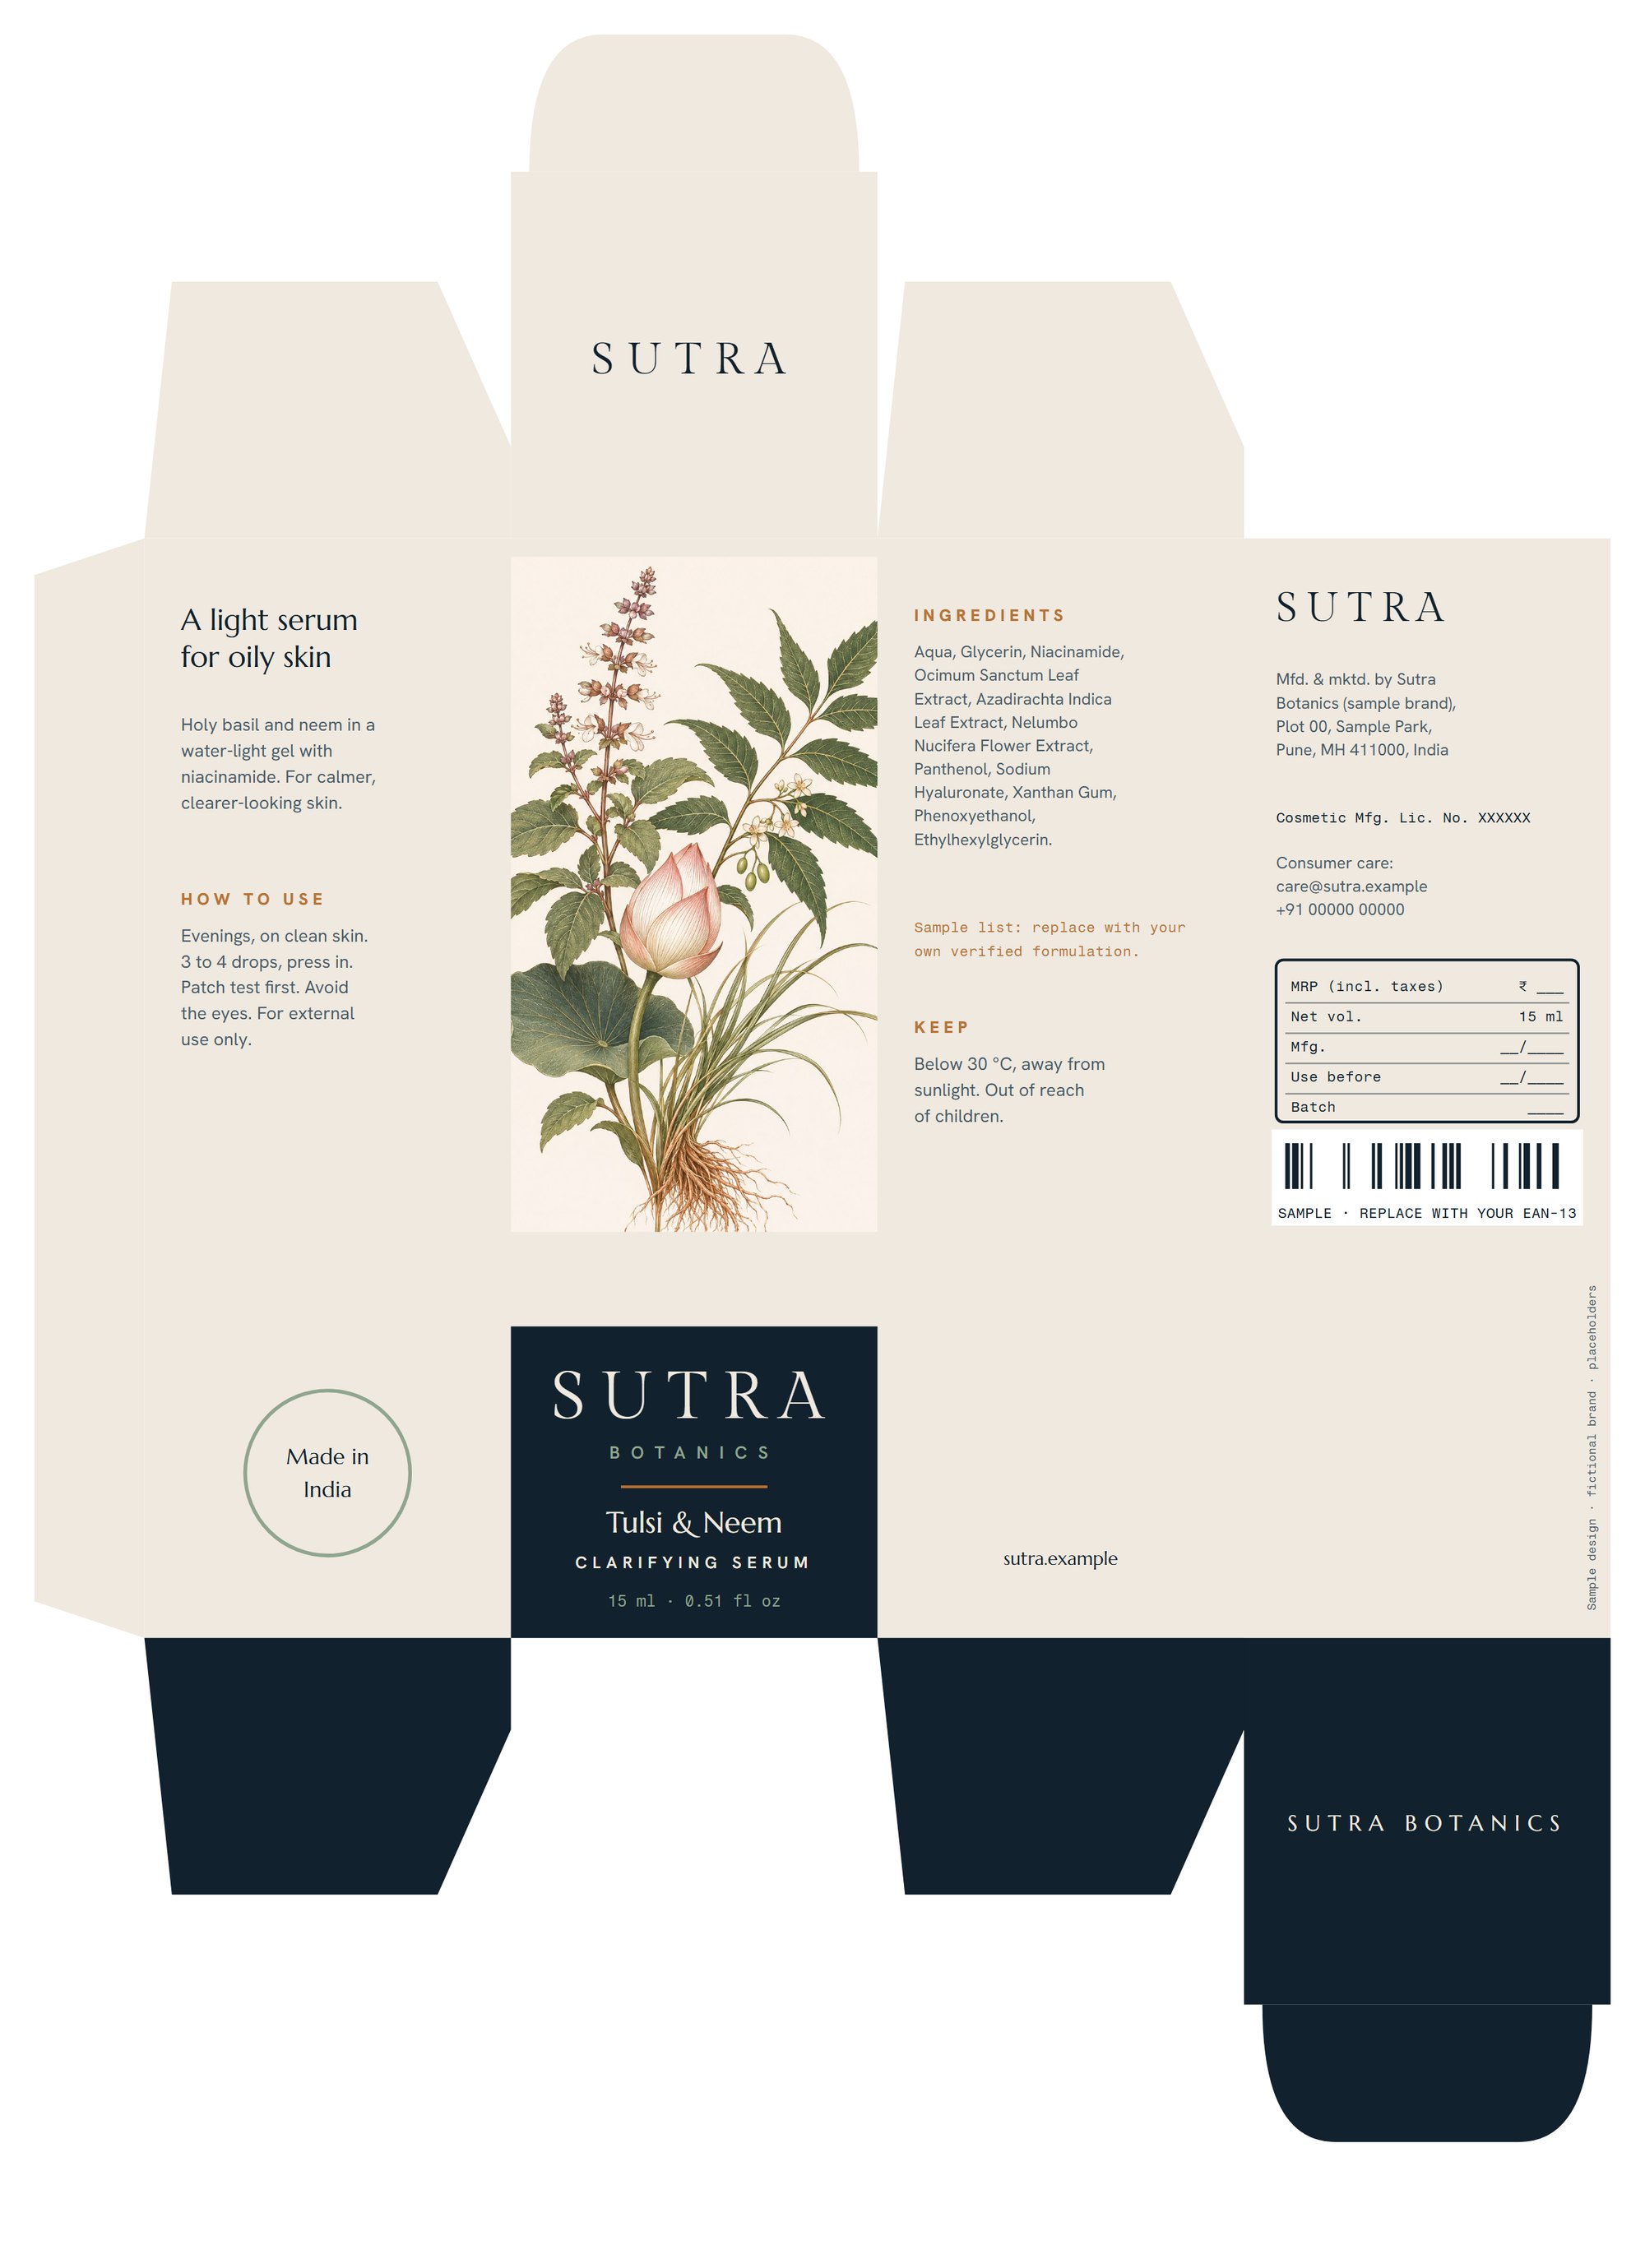 SUTRA
A light serum
for oily skin
Holy basil and neem in a
water-light gel with
niacinamide. For calmer,
clearer-looking skin.
HOW TO USE
Evenings, on clean skin.
3 to 4 drops, press in.
Patch test first. Avoid
the eyes. For external
use only.
Made in
India
SUTRA
BOTANICS
Tulsi & Neem
CLARIFYING SERUM
15 ml · 0.51 fl oz
INGREDIENTS
Aqua, Glycerin, Niacinamide,
Ocimum Sanctum Leaf
Extract, Azadirachta Indica
Leaf Extract, Nelumbo
Nucifera Flower Extract,
Panthenol, Sodium
Hyaluronate, Xanthan Gum,
Phenoxyethanol,
Ethylhexylglycerin.
Sample list: replace with your
own verified formulation.
KEEP
Below 30 °C, away from
sunlight. Out of reach
of children.
sutra.example
SUTRA
Mfd. & mktd. by Sutra
Botanics (sample brand),
Plot 00, Sample Park,
Pune, MH 411000, India
Cosmetic Mfg. Lic. No. XXXXXX
Consumer care:
care@sutra.example
+91 00000 00000
MRP (incl. taxes) ₹ ___
Net vol. 15 ml
Mfg. __/____
Use before __/____
Batch ____
SAMPLE · REPLACE WITH YOUR EAN-13
Sample design · fictional brand · placeholders
SUTRA BOTANICS